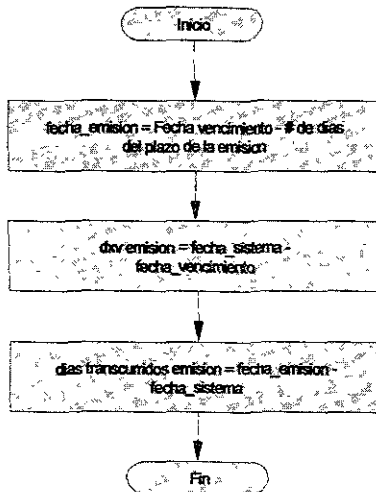 Inicio
fecha_emision = Fecha vencimiento - # de dias
del plazo de la emision
dxv emision = fecha_sistema -
fecha_vencimiento
dias transcurridos emision = fecha_emision -
fecha_sistema
Fin